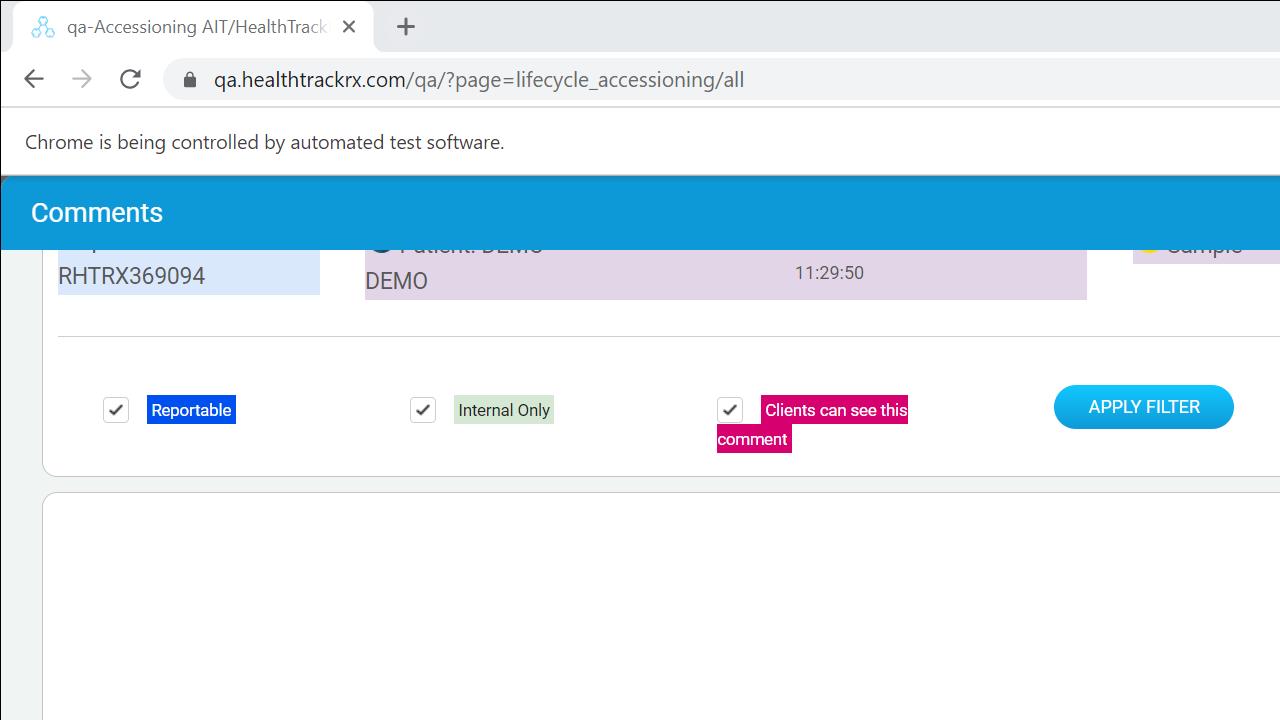 qa-Accessioning AIT/HealthTrack
qa.healthtrackrx.com/qa/?page=lifecycle_accessioning/all
Chrome is being controlled by automated test software.
Comments
Patient: DEMO
Sample
RHTRX369094
DEMO
11:29:50
Reportable
Internal Only
Clients can see this
comment
APPLY FILTER